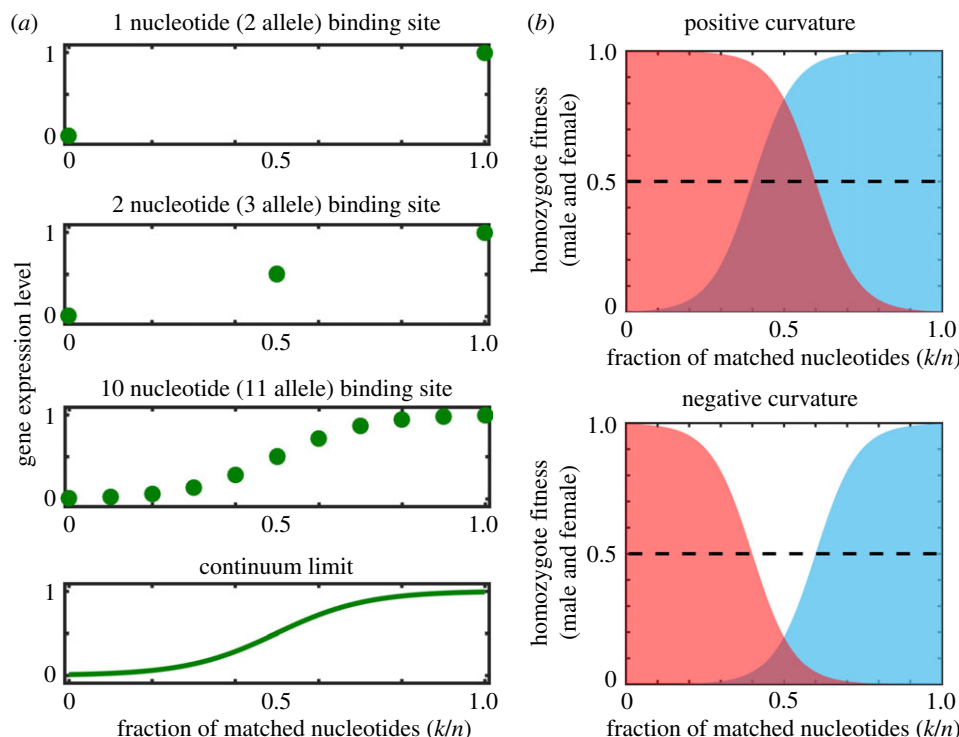 (a)
1 nucleotide (2 allele) binding site
1
0
0
0.5
1.0
2 nucleotide (3 allele) binding site
1
0
0
0.5
1.0
10 nucleotide (11 allele) binding site
1
0
0
0.5
1.0
continuum limit
1
0
0
0.5
1.0
gene expression level
fraction of matched nucleotides (k/n)
(b)
positive curvature
1.0
0.5
0
0
0.5
1.0
homozygote fitness
(male and female)
fraction of matched nucleotides (k/n)
negative curvature
1.0
0.5
0
0
0.5
1.0
homozygote fitness
(male and female)
fraction of matched nucleotides (k/n)